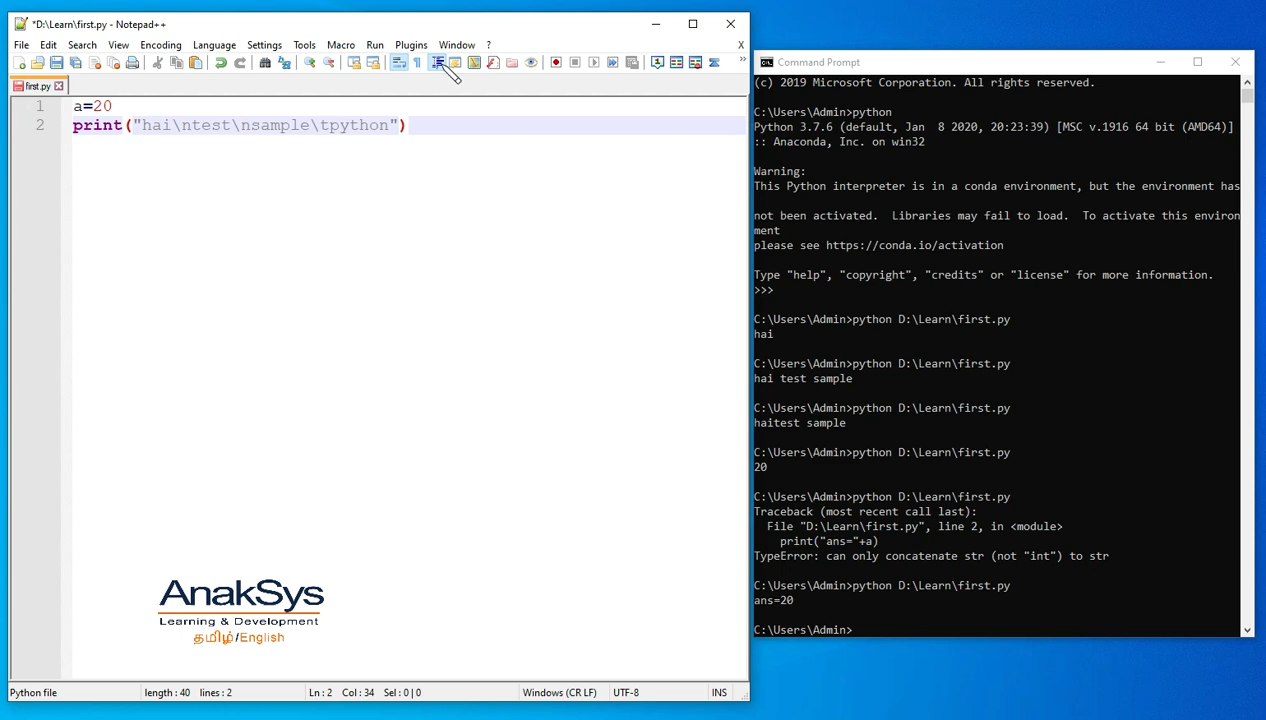 *D:\Learn\first.py - Notepad++
File Edit Search View Encoding Language Settings Tools Macro Run Plugins Window ? X
first.py
1 a=20
2 print("hai\ntest\nsample\tpython")
AnakSys
Learning & Development
தமிழ்/English
Python file length : 40 lines : 2 Ln : 2 Col : 34 Sel : 0 | 0 Windows (CR LF) UTF-8 INS
Command Prompt
(c) 2019 Microsoft Corporation. All rights reserved.
C:\Users\Admin>python
Python 3.7.6 (default, Jan  8 2020, 20:23:39) [MSC v.1916 64 bit (AMD64)]
:: Anaconda, Inc. on win32
Warning:
This Python interpreter is in a conda environment, but the environment has
not been activated.  Libraries may fail to load.  To activate this environ
ment
please see https://conda.io/activation
Type "help", "copyright", "credits" or "license" for more information.
>>>
C:\Users\Admin>python D:\Learn\first.py
hai
C:\Users\Admin>python D:\Learn\first.py
hai test sample
C:\Users\Admin>python D:\Learn\first.py
haitest sample
C:\Users\Admin>python D:\Learn\first.py
20
C:\Users\Admin>python D:\Learn\first.py
Traceback (most recent call last):
  File "D:\Learn\first.py", line 2, in <module>
    print("ans="+a)
TypeError: can only concatenate str (not "int") to str
C:\Users\Admin>python D:\Learn\first.py
ans=20
C:\Users\Admin>